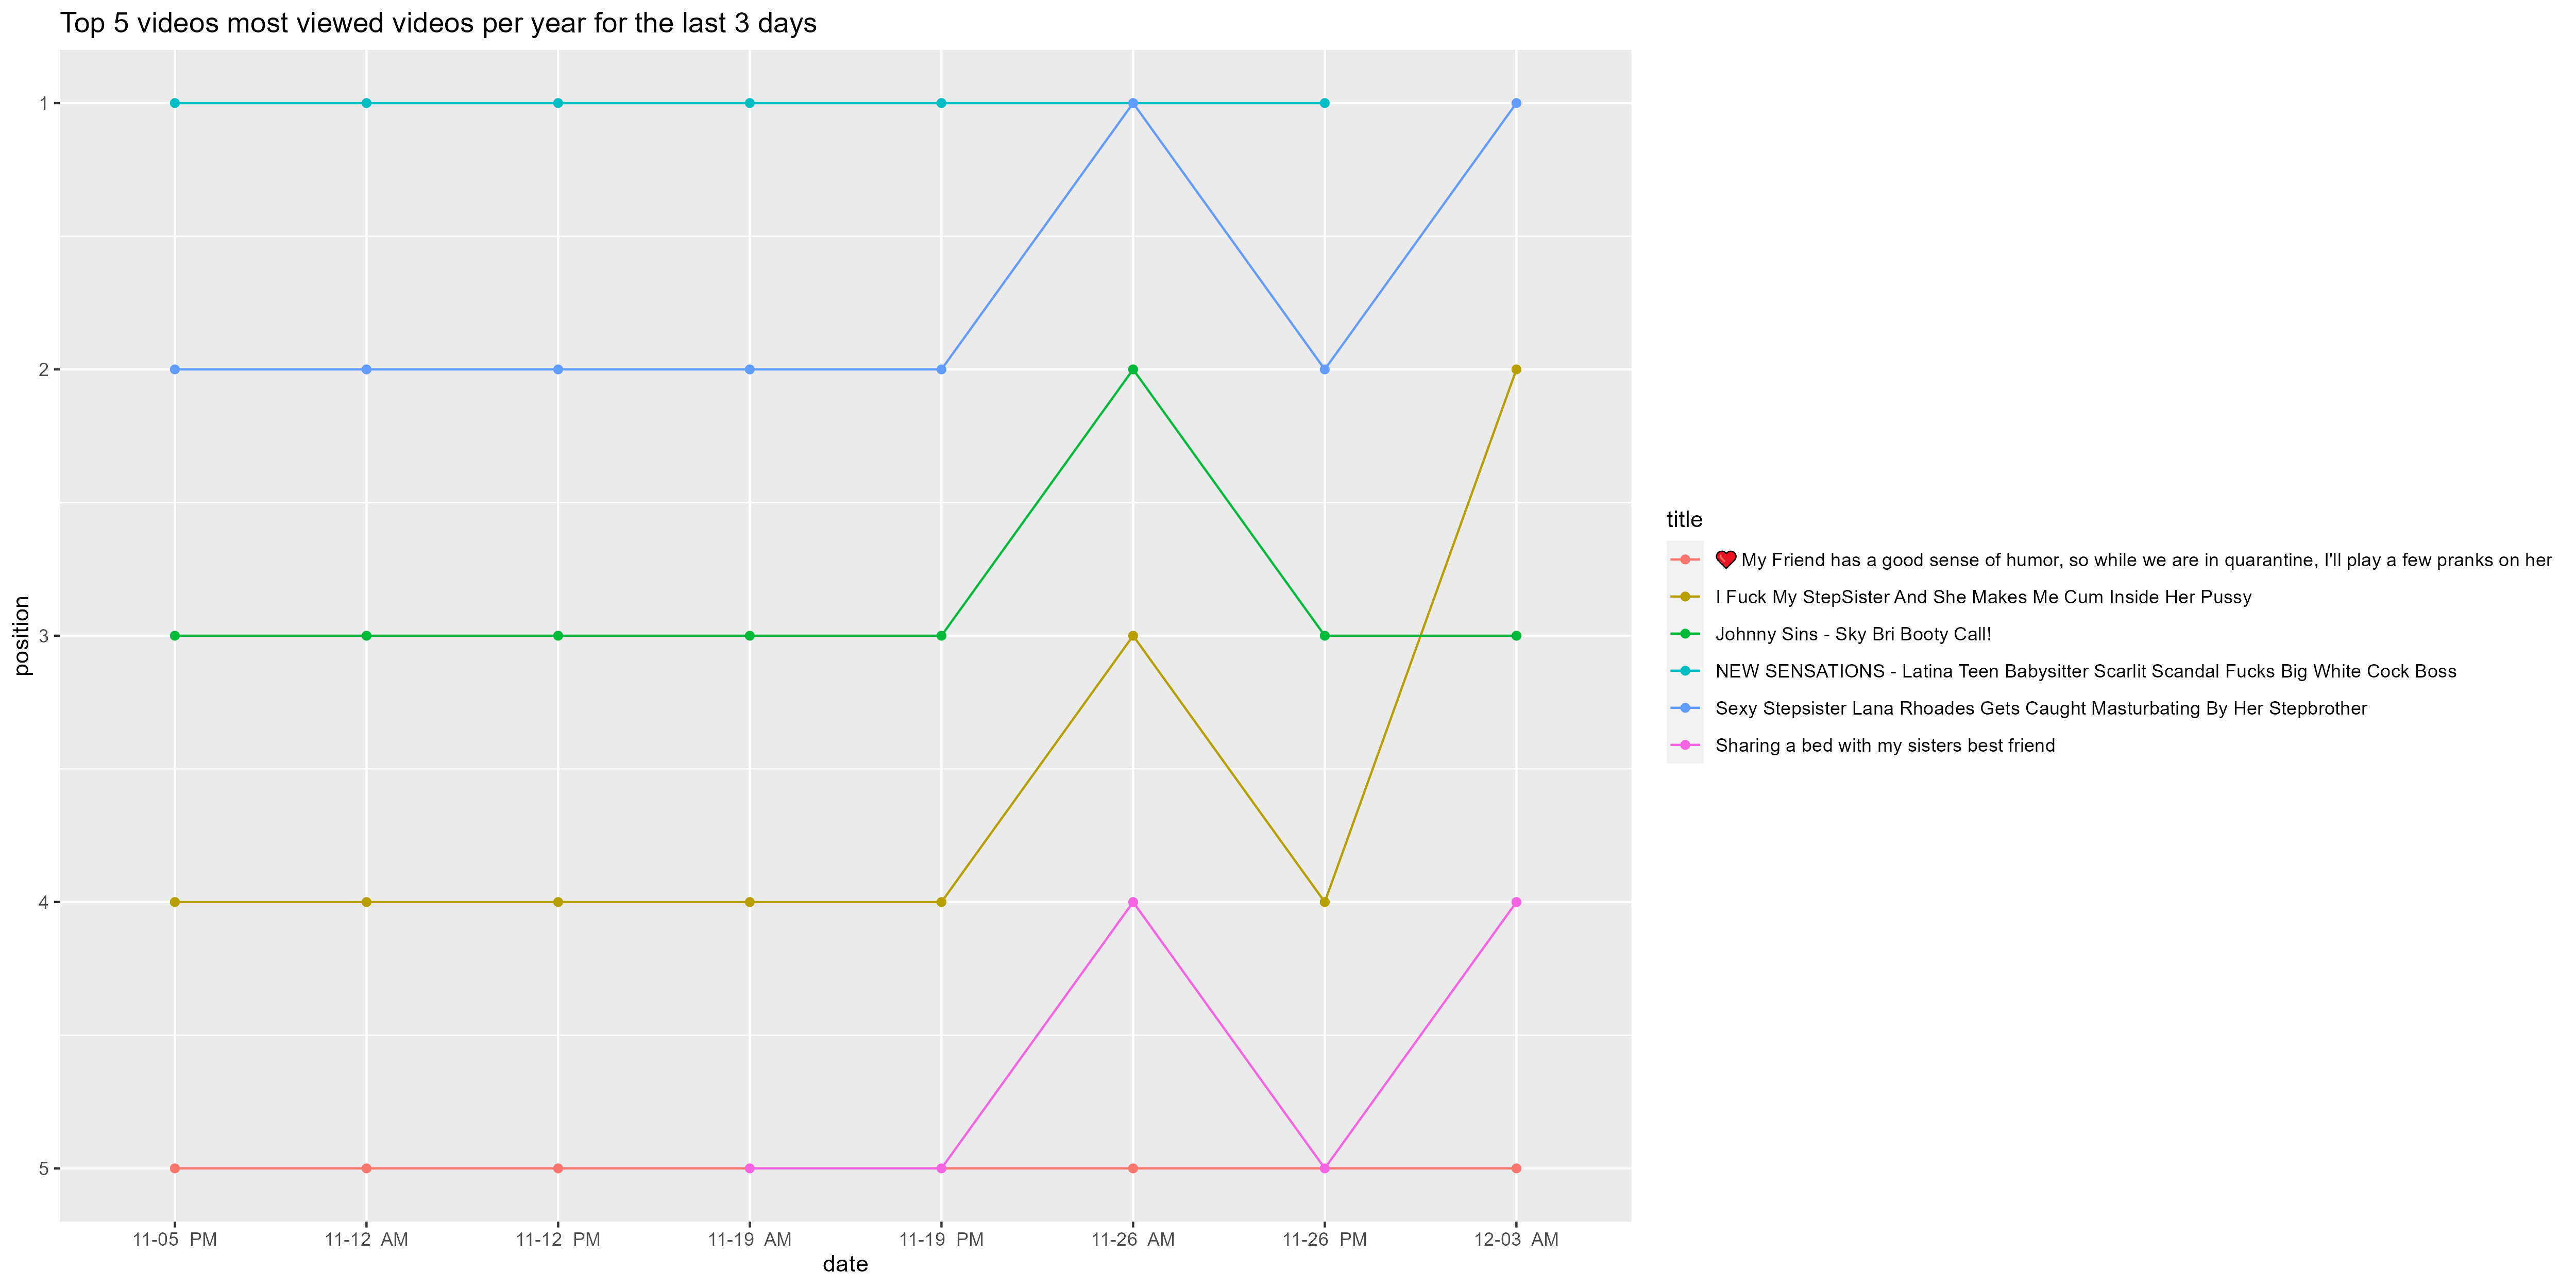 Top 5 videos most viewed videos per year for the last 3 days
position
1
2
3
4
5
11-05 PM
11-12 AM
11-12 PM
11-19 AM
11-19 PM
11-26 AM
11-26 PM
12-03 AM
date
title
❤ My Friend has a good sense of humor, so while we are in quarantine, I'll play a few pranks on her
I Fuck My StepSister And She Makes Me Cum Inside Her Pussy
Johnny Sins - Sky Bri Booty Call!
NEW SENSATIONS - Latina Teen Babysitter Scarlit Scandal Fucks Big White Cock Boss
Sexy Stepsister Lana Rhoades Gets Caught Masturbating By Her Stepbrother
Sharing a bed with my sisters best friend